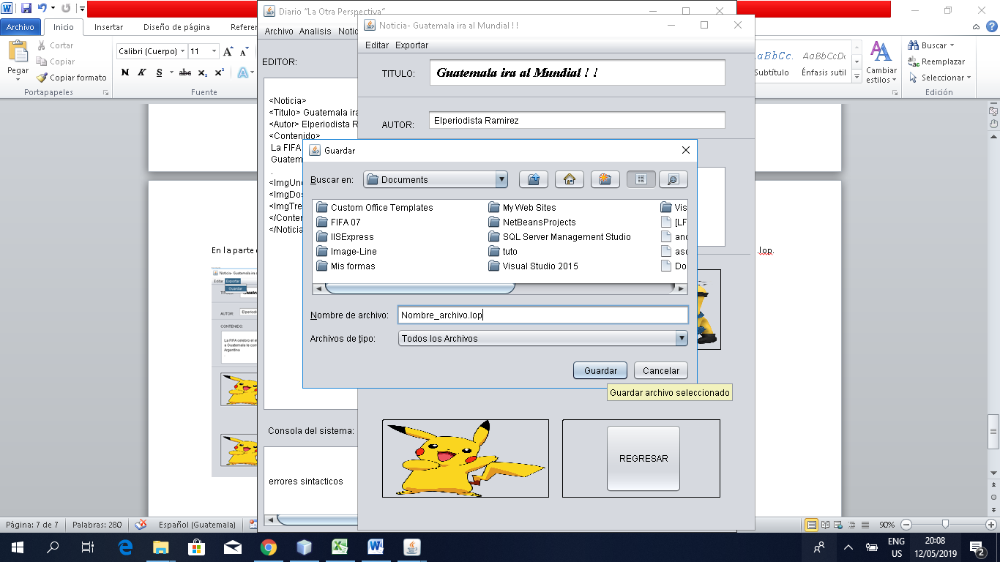 Diario "La Otra Perspectiva"
Archivo Inicio Insertar Diseño de página
Archivo Analisis
Noticia- Guatemala ira al Mundial ! !
Editar Exportar
Cortar
Copiar
Copiar formato
Pegar
Calibri (Cuerpo) 11
N K S abc x₂ x²
Portapapeles
Fuente
Subtítulo
Énfasis sutil
Cambiar
estilos
Buscar
Reemplazar
Seleccionar
Edición
EDITOR:
TITULO: Guatemala ira al Mundial ! !
AUTOR: Elperiodista Ramirez
<Noticia>
<Titulo> Guatemala ira
<Autor> Elperiodista R
<Contenido>
La FIFA
Guatem
.
<ImgUno
<ImgDos
<ImgTre
</Conten
</Noticia
Guardar
Buscar en: Documents
Custom Office Templates
FIFA 07
IISExpress
Image-Line
Mis formas
My Web Sites
NetBeansProjects
SQL Server Management Studio
tuto
Visual Studio 2015
Vis
[LF
Do
Nombre de archivo: Nombre_archivo.lop
Archivos de tipo: Todos los Archivos
Guardar Cancelar
Guardar archivo seleccionado
En la parte
.lop.
Noticia- Guatemala ira al
Editar Exportar
Guardar
AUTOR:
CONTENIDO:
La FIFA celebro el
a Guatemala le
Argentina
Consola del sistema:
errores sintacticos
REGRESAR
Página: 7 de 7 Palabras: 280 Español (Guatemala) 90%
ENG
US
20:08
12/05/2019
2